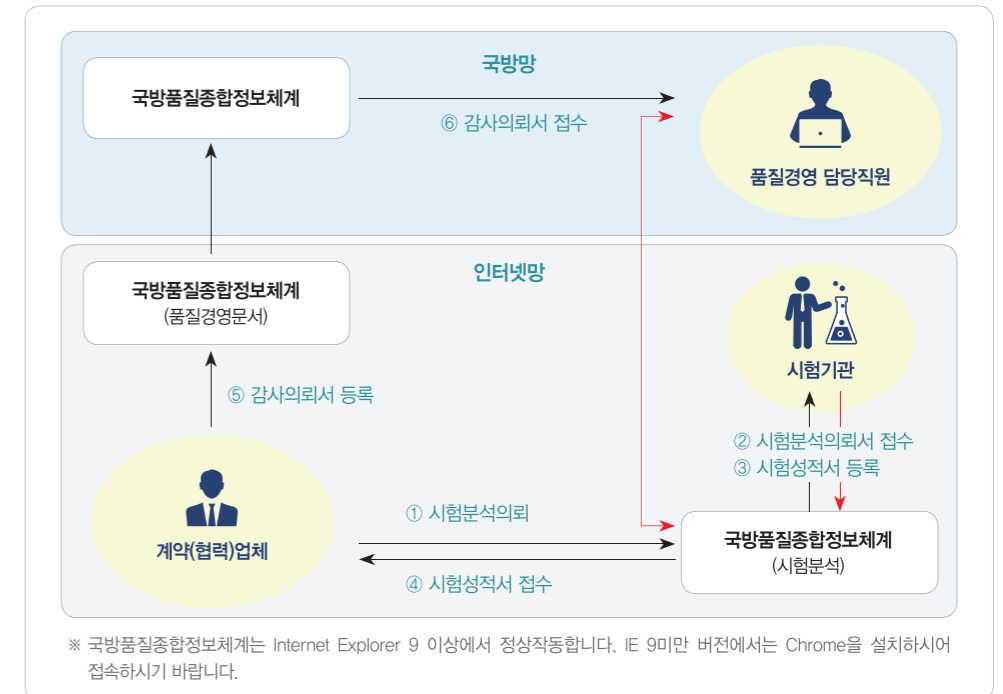 국방망
국방품질종합정보체계
⑥ 감사의뢰서 접수
품질경영 담당직원
인터넷망
국방품질종합정보체계
(품질경영문서)
시험기관
⑤ 감사의뢰서 등록
② 시험분석의뢰서 접수
③ 시험성적서 등록
① 시험분석의뢰
계약(협력)업체
국방품질종합정보체계
(시험분석)
④ 시험성적서 접수
※ 국방품질종합정보체계는 Internet Explorer 9 이상에서 정상작동합니다. IE 9미만 버전에서는 Chrome을 설치하시어
접속하시기 바랍니다.